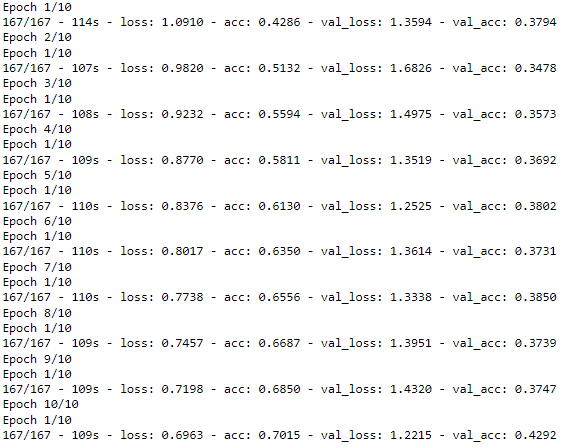 Epoch 1/10
167/167 - 114s - loss: 1.0910 - acc: 0.4286 - val_loss: 1.3594 - val_acc: 0.3794
Epoch 2/10
Epoch 1/10
167/167 - 107s - loss: 0.9820 - acc: 0.5132 - val_loss: 1.6826 - val_acc: 0.3478
Epoch 3/10
Epoch 1/10
167/167 - 108s - loss: 0.9232 - acc: 0.5594 - val_loss: 1.4975 - val_acc: 0.3573
Epoch 4/10
Epoch 1/10
167/167 - 109s - loss: 0.8770 - acc: 0.5811 - val_loss: 1.3519 - val_acc: 0.3692
Epoch 5/10
Epoch 1/10
167/167 - 110s - loss: 0.8376 - acc: 0.6130 - val_loss: 1.2525 - val_acc: 0.3802
Epoch 6/10
Epoch 1/10
167/167 - 110s - loss: 0.8017 - acc: 0.6350 - val_loss: 1.3614 - val_acc: 0.3731
Epoch 7/10
Epoch 1/10
167/167 - 110s - loss: 0.7738 - acc: 0.6556 - val_loss: 1.3338 - val_acc: 0.3850
Epoch 8/10
Epoch 1/10
167/167 - 109s - loss: 0.7457 - acc: 0.6687 - val_loss: 1.3951 - val_acc: 0.3739
Epoch 9/10
Epoch 1/10
167/167 - 109s - loss: 0.7198 - acc: 0.6850 - val_loss: 1.4320 - val_acc: 0.3747
Epoch 10/10
Epoch 1/10
167/167 - 109s - loss: 0.6963 - acc: 0.7015 - val_loss: 1.2215 - val_acc: 0.4292